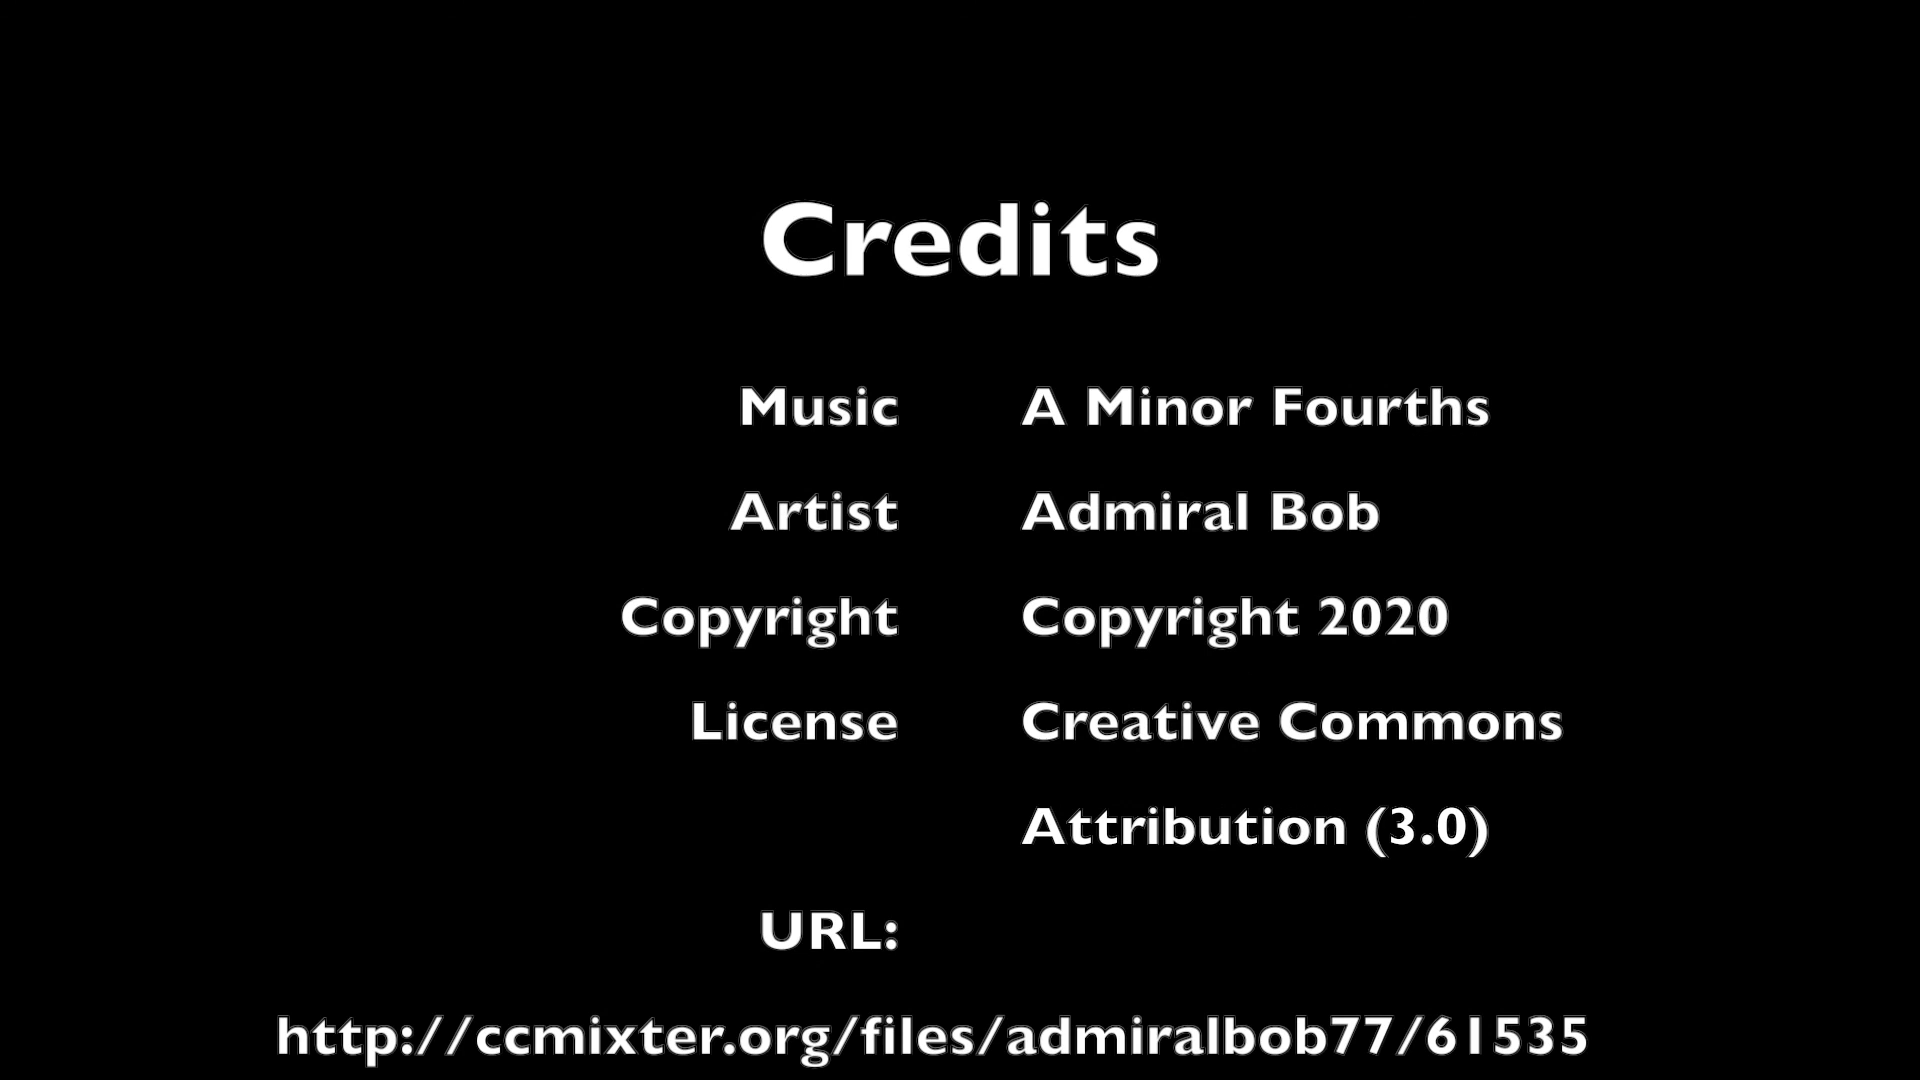 Credits
Music A Minor Fourths
Artist Admiral Bob
Copyright Copyright 2020
License Creative Commons
Attribution (3.0)
URL:
http://ccmixter.org/files/admiralbob77/61535